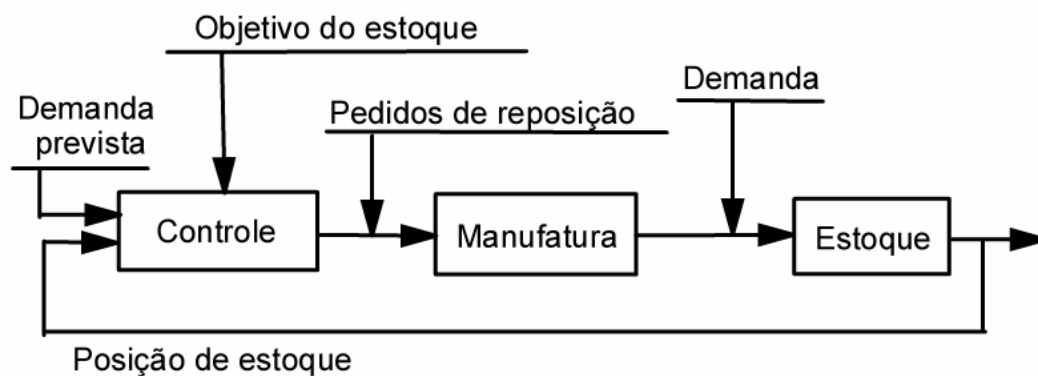 Objetivo do estoque
Demanda
prevista
Pedidos de reposição
Demanda
Controle
Manufatura
Estoque
Posição de estoque